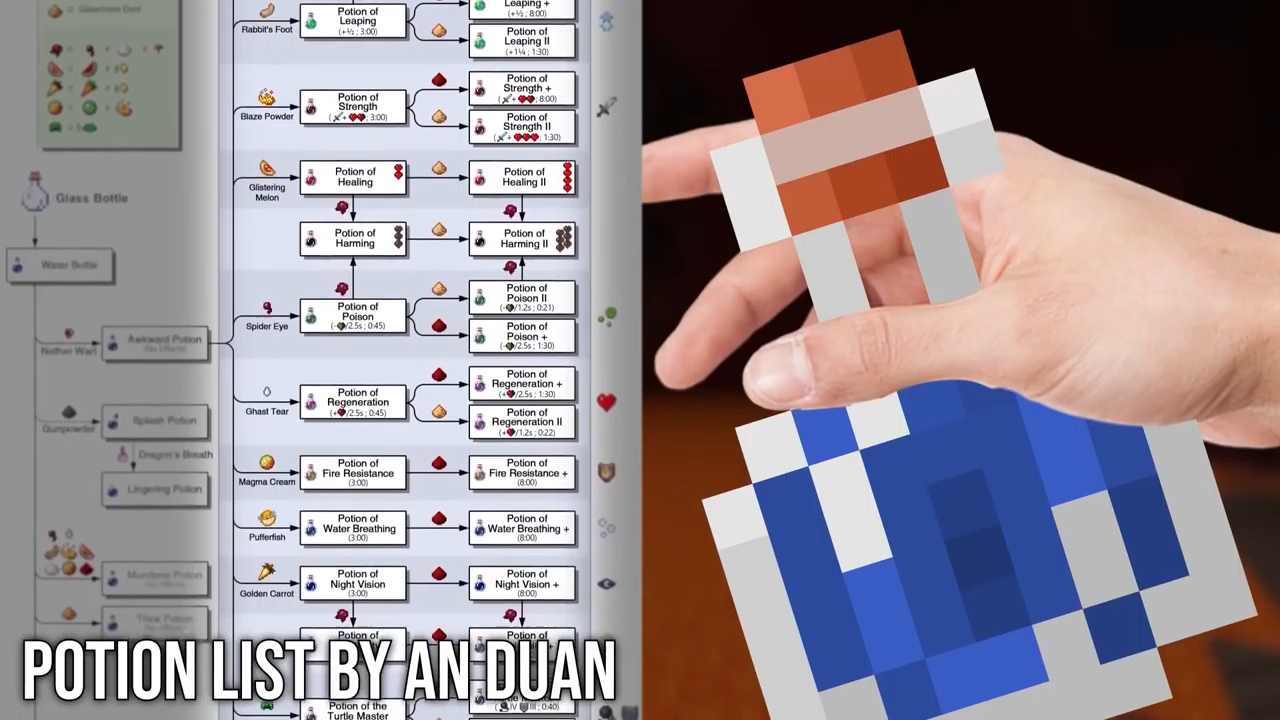 Glistened Boot
Glass Bottle
Water Bottle
Nether Wart
Awkward Potion
(No Effects)
Gunpowder
Splash Potion
Dragon's Breath
Lingering Potion
Mundane Potion
Thick Potion
Rabbit's Foot
Potion of
Leaping
(+½ ; 3:00)
Leaping +
(+½ ; 8:00)
Potion of
Leaping II
(+1¼ ; 1:30)
Blaze Powder
Potion of
Strength
3:00)
Potion of
Strength +
8:00)
Potion of
Strength II
1:30)
Glistering
Melon
Potion of
Healing
Potion of
Healing II
Potion of
Harming
Potion of
Harming II
Spider Eye
Potion of
Poison
/2.5s ; 0:45)
Potion of
Poison II
/1.2s ; 0:21)
Potion of
Poison +
/2.5s ; 1:30)
Ghast Tear
Potion of
Regeneration
/2.5s ; 0:45)
Potion of
Regeneration +
/2.5s ; 1:30)
Potion of
Regeneration II
/1.2s ; 0:22)
Magma Cream
Potion of
Fire Resistance
(3:00)
Potion of
Fire Resistance +
(8:00)
Pufferfish
Potion of
Water Breathing
(3:00)
Potion of
Water Breathing +
(8:00)
Golden Carrot
Potion of
Night Vision
(3:00)
Potion of
Night Vision +
(8:00)
Potion of the
Turtle Master
POTION LIST BY AN DUAN